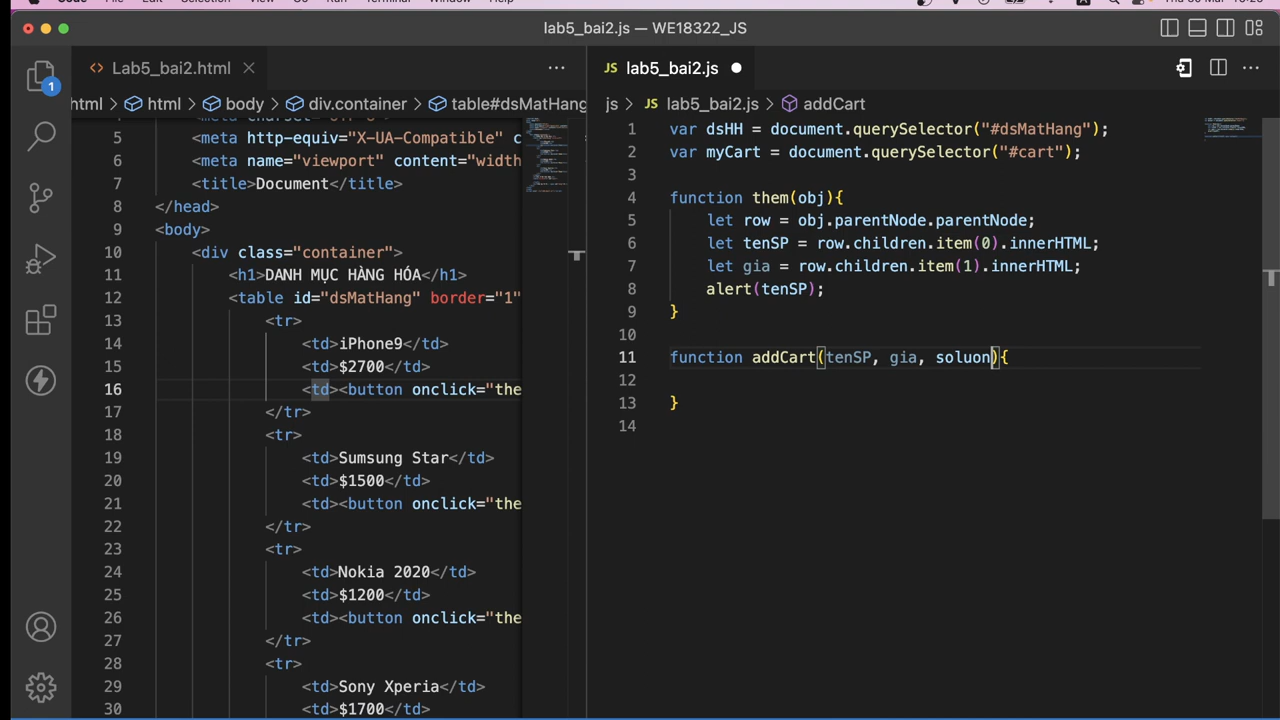 lab5_bai2.js — WE18322_JS
Lab5_bai2.html
html > html > body > div.container > table#dsMatHang
5 <meta http-equiv="X-UA-Compatible" c
6 <meta name="viewport" content="width
7 <title>Document</title>
8 </head>
9 <body>
10 <div class="container">
11 <h1>DANH MỤC HÀNG HÓA</h1>
12 <table id="dsMatHang" border="1"
13 <tr>
14 <td>iPhone9</td>
15 <td>$2700</td>
16 <td><button onclick="the
17 </tr>
18 <tr>
19 <td>Sumsung Star</td>
20 <td>$1500</td>
21 <td><button onclick="the
22 </tr>
23 <tr>
24 <td>Nokia 2020</td>
25 <td>$1200</td>
26 <td><button onclick="the
27 </tr>
28 <tr>
29 <td>Sony Xperia</td>
30 <td>$1700</td>
1
JS lab5_bai2.js
js > JS lab5_bai2.js > addCart
1 var dsHH = document.querySelector("#dsMatHang");
2 var myCart = document.querySelector("#cart");
3
4 function them(obj){
5 let row = obj.parentNode.parentNode;
6 let tenSP = row.children.item(0).innerHTML;
7 let gia = row.children.item(1).innerHTML;
8 alert(tenSP);
9 }
10
11 function addCart(tenSP, gia, soluon){
12
13 }
14